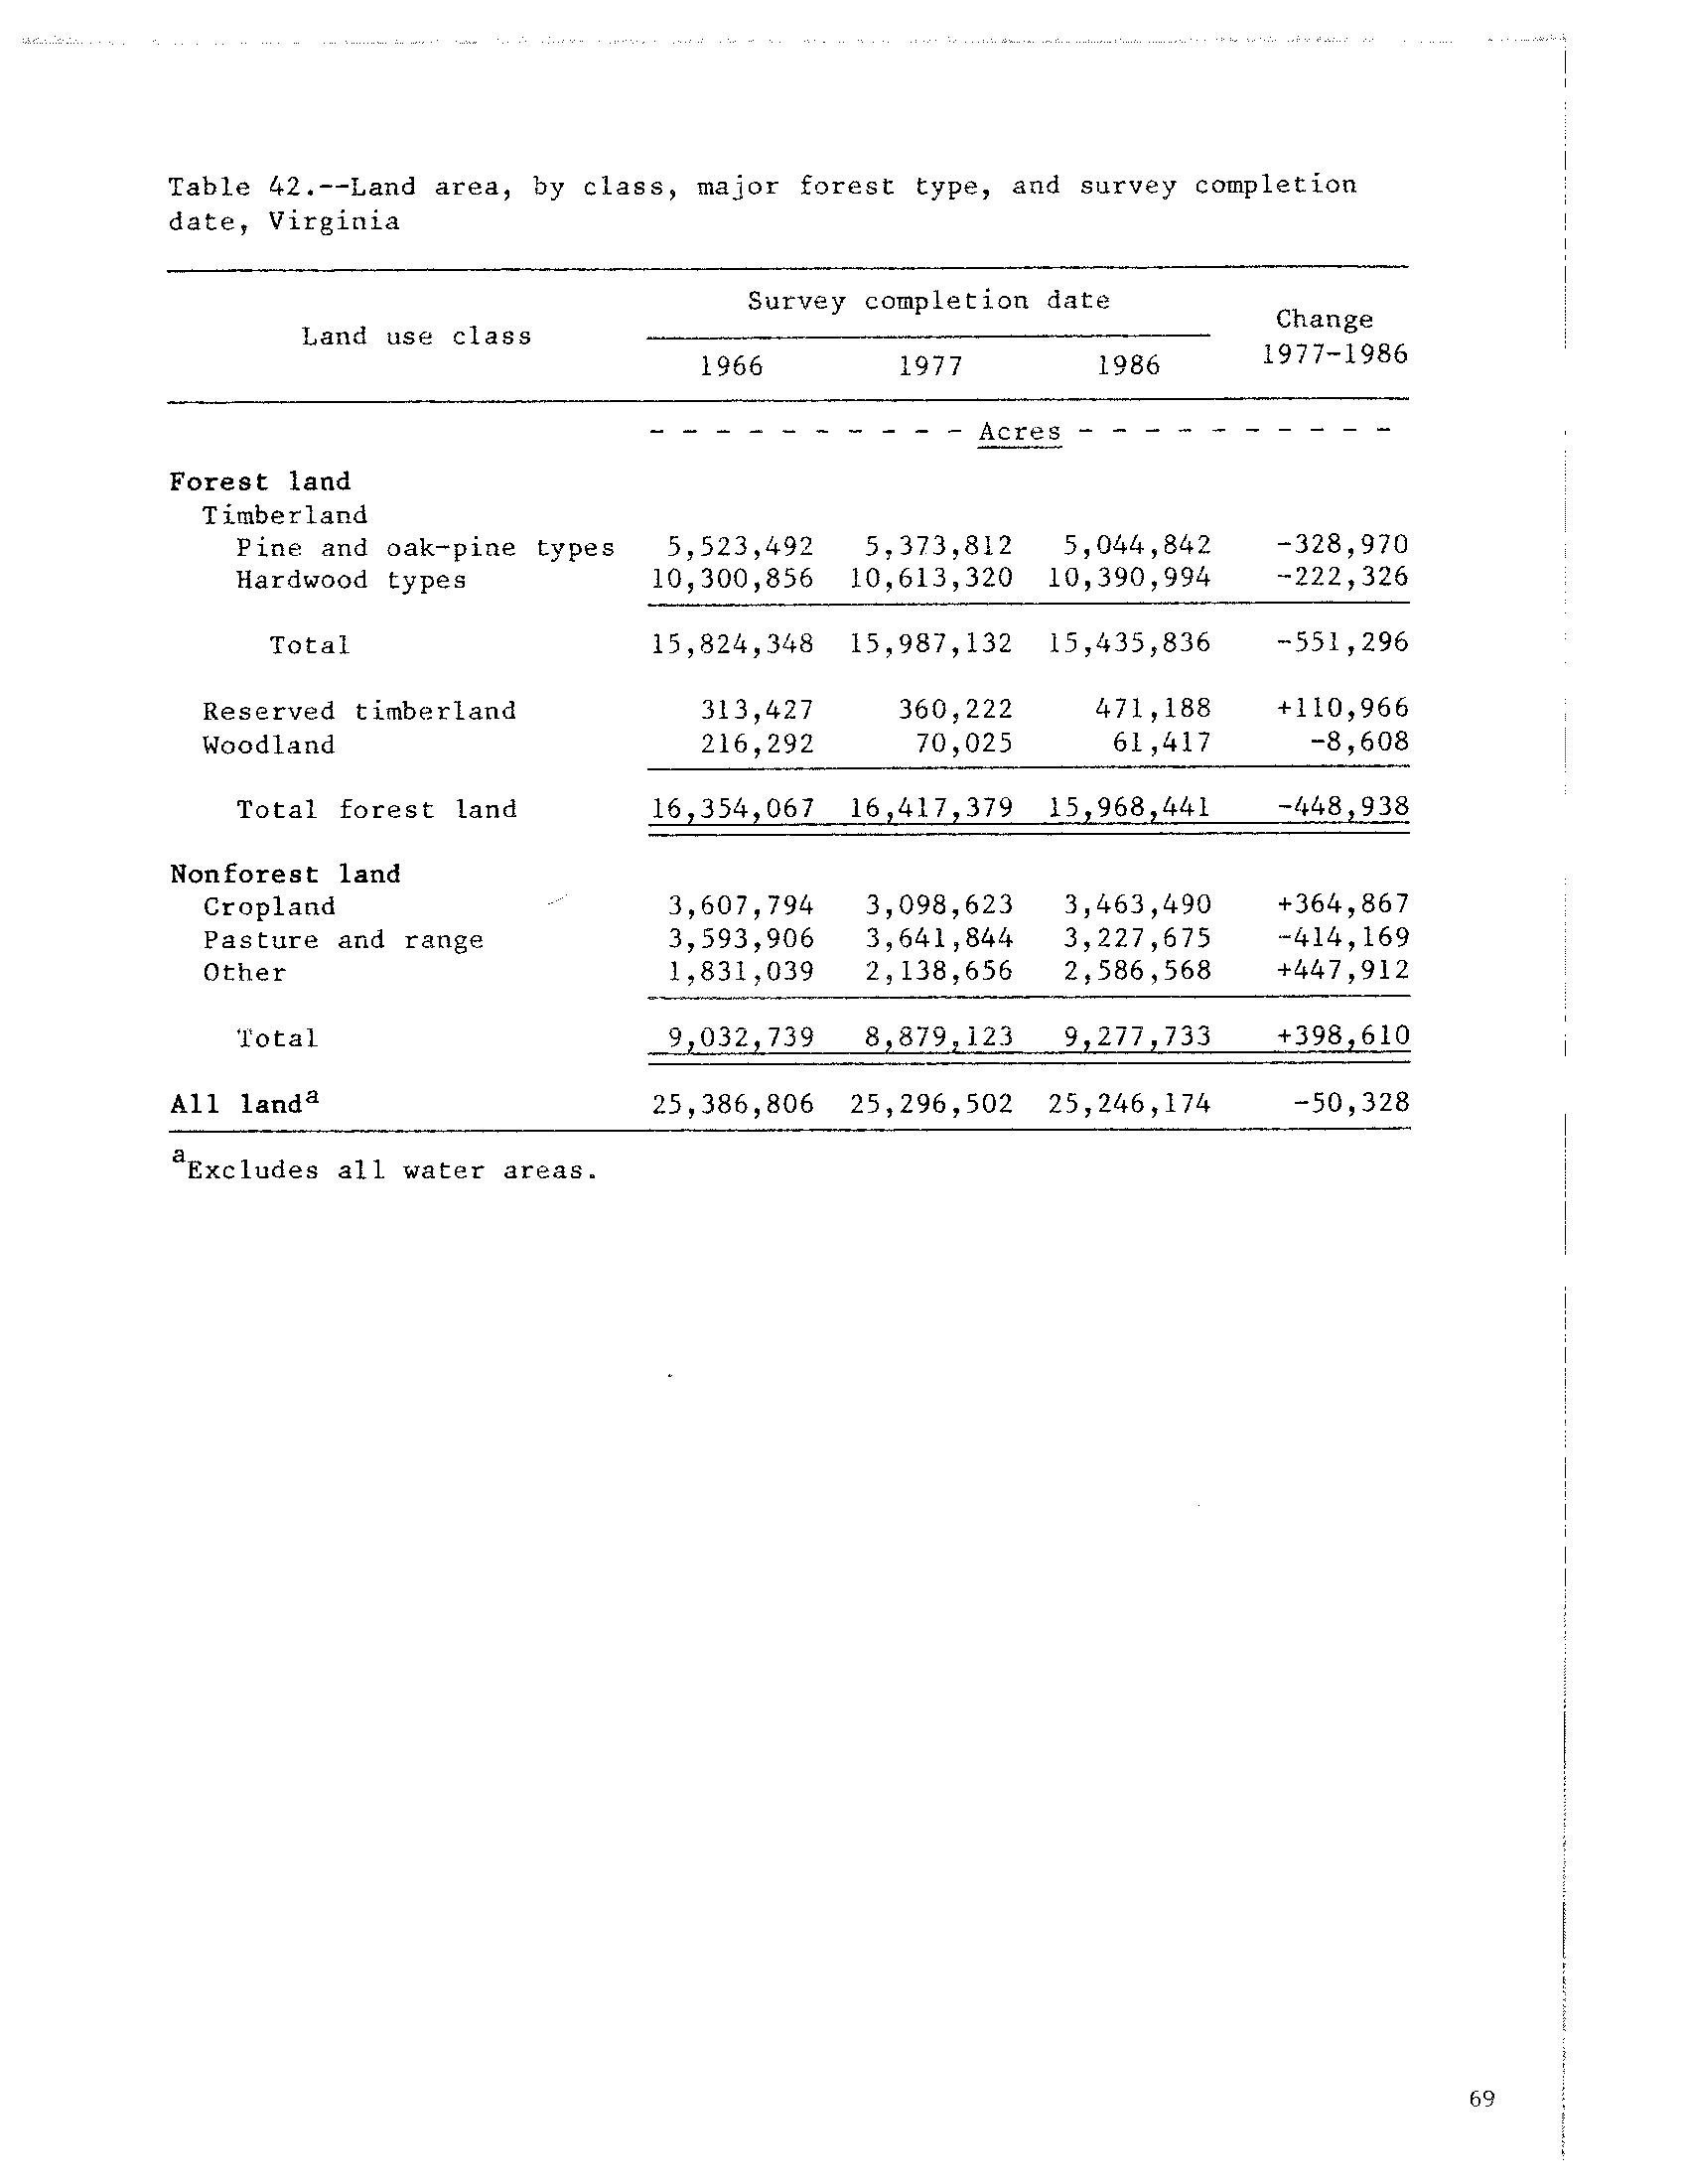 Table 42.--Land area, by class, major forest type, and survey completion
date, Virginia
Survey completion date
Land use class
Change
1966 1977 1986 1977-1986
- - - - - - - - - - Acres - - - - - - - - - -
Forest land
Timberland
Pine and oak-pine types 5,523,492 5,373,812 5,044,842 -328,970
Hardwood types 10,300,856 10,613,320 10,390,994 -222,326
Total 15,824,348 15,987,132 15,435,836 -551,296
Reserved timberland 313,427 360,222 471,188 +110,966
Woodland 216,292 70,025 61,417 -8,608
Total forest land 16,354,067 16,417,379 15,968,441 -448,938
Nonforest land
Cropland 3,607,794 3,098,623 3,463,490 +364,867
Pasture and range 3,593,906 3,641,844 3,227,675 -414,169
Other 1,831,039 2,138,656 2,586,568 +447,912
Total 9,032,739 8,879,123 9,277,733 +398,610
All landa 25,386,806 25,296,502 25,246,174 -50,328
aExcludes all water areas.
69